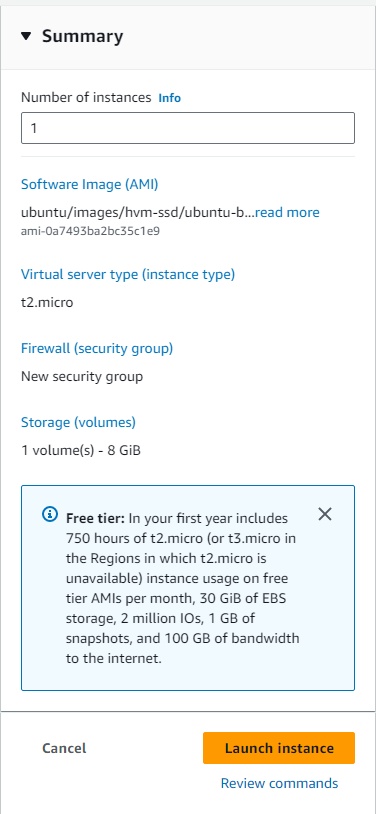 Summary
Number of instances Info
1
Software Image (AMI)
ubuntu/images/hvm-ssd/ubuntu-b...read more
ami-0a7493ba2bc35c1e9
Virtual server type (instance type)
t2.micro
Firewall (security group)
New security group
Storage (volumes)
1 volume(s) - 8 GiB
Free tier: In your first year includes
750 hours of t2.micro (or t3.micro in
the Regions in which t2.micro is
unavailable) instance usage on free
tier AMIs per month, 30 GiB of EBS
storage, 2 million IOs, 1 GB of
snapshots, and 100 GB of bandwidth
to the internet.
Cancel
Launch instance
Review commands